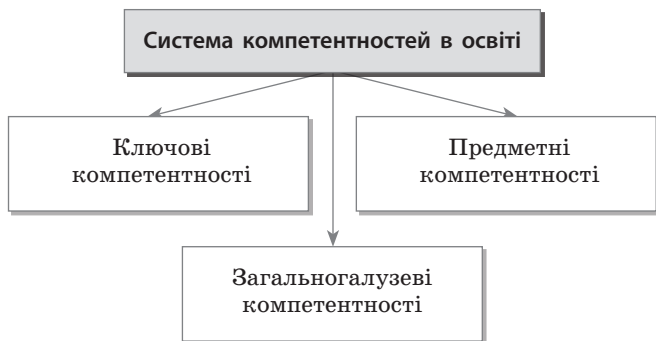 Система компетентностей в освіті
Ключові
компетентності
Предметні
компетентності
Загальногалузеві
компетентності